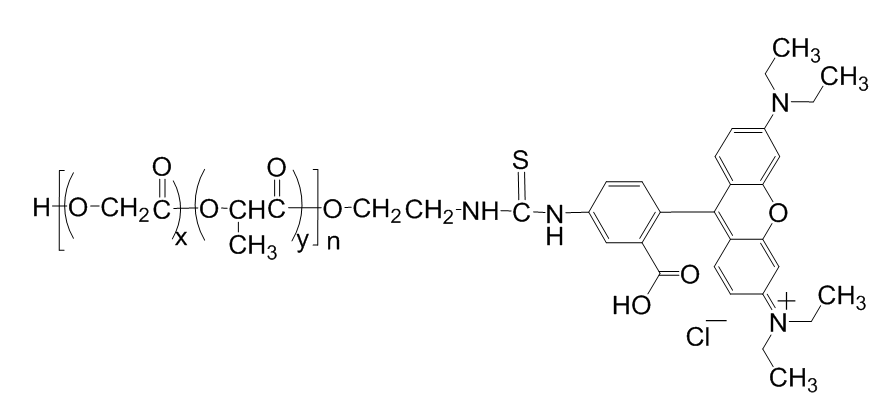 CH₃
CH₃
N
O O S
H O-CH₂C x O-CHC y n O-CH₂CH₂-NH C N
H
CH₃
O
O
HO
N+ CH₃
Cl−
CH₃